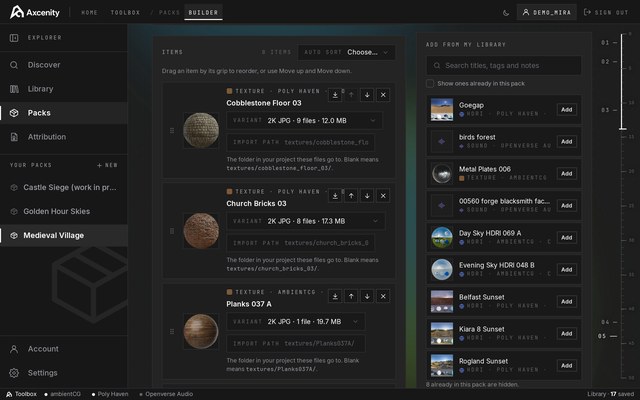 Axcenity
HOME TOOLBOX / PACKS BUILDER
DEMO_MIRA SIGN OUT
EXPLORER
Discover
Library
Packs
Attribution
YOUR PACKS + NEW
Castle Siege (work in pr...
Golden Hour Skies
Medieval Village
Account
Settings
ITEMS
8 ITEMS AUTO SORT Choose...
Drag an item by its grip to reorder, or use Move up and Move down.
TEXTURE · POLY HAVEN ·
Cobblestone Floor 03
VARIANT 2K JPG · 9 files · 12.0 MB
IMPORT PATH textures/cobblestone_flo
The folder in your project these files go to. Blank means
textures/cobblestone_floor_03/.
TEXTURE · POLY HAVEN ·
Church Bricks 03
VARIANT 2K JPG · 8 files · 17.3 MB
IMPORT PATH textures/church_bricks_0
The folder in your project these files go to. Blank means
textures/church_bricks_03/.
TEXTURE · AMBIENTCG ·
Planks 037 A
VARIANT 2K JPG · 1 file · 19.7 MB
IMPORT PATH textures/Planks037A/
The folder in your project these files go to. Blank
means textures/Planks037A/.
ADD FROM MY LIBRARY
Search titles, tags and notes
Show ones already in this pack
Goegap
HDRI · POLY HAVEN ·
Add
birds forest
SOUND · OPENVERSE AU
Add
Metal Plates 006
TEXTURE · AMBIENTCG
Add
00560 forge blacksmith fac...
SOUND · OPENVERSE AU
Add
Day Sky HDRI 069 A
HDRI · AMBIENTCG ·
Add
Evening Sky HDRI 048 B
HDRI · AMBIENTCG ·
Add
Belfast Sunset
HDRI · POLY HAVEN ·
Add
Kiara 8 Sunset
HDRI · POLY HAVEN ·
Add
Rogland Sunset
HDRI · POLY HAVEN ·
Add
8 already in this pack are hidden.
Toolbox ambientCG Poly Haven Openverse Audio
Library 17 saved